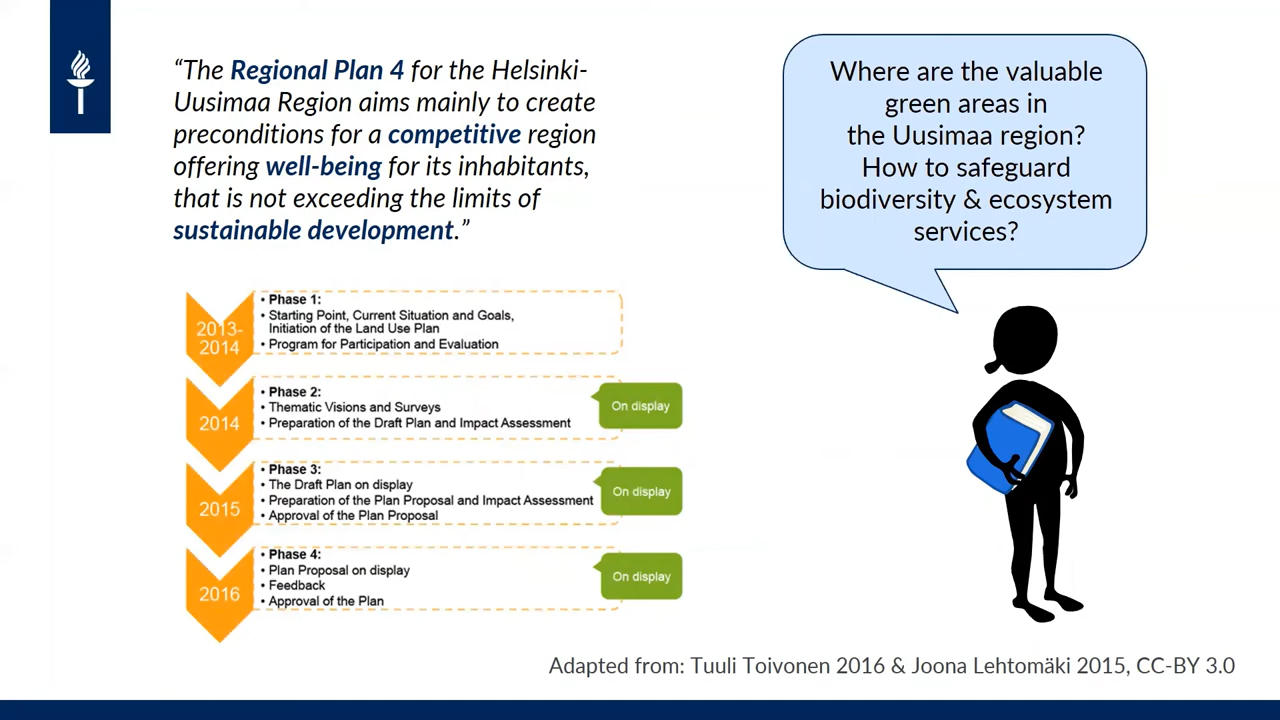 “The Regional Plan 4 for the Helsinki-
Uusimaa Region aims mainly to create
preconditions for a competitive region
offering well-being for its inhabitants,
that is not exceeding the limits of
sustainable development.”
Where are the valuable
green areas in
the Uusimaa region?
How to safeguard
biodiversity & ecosystem
services?
2013-
2014
• Phase 1:
• Starting Point, Current Situation and Goals,
Initiation of the Land Use Plan
• Program for Participation and Evaluation
2014
• Phase 2:
• Thematic Visions and Surveys
• Preparation of the Draft Plan and Impact Assessment
On display
2015
• Phase 3:
• The Draft Plan on display
• Preparation of the Plan Proposal and Impact Assessment
• Approval of the Plan Proposal
On display
2016
• Phase 4:
• Plan Proposal on display
• Feedback
• Approval of the Plan
On display
Adapted from: Tuuli Toivonen 2016 & Joona Lehtomäki 2015, CC-BY 3.0